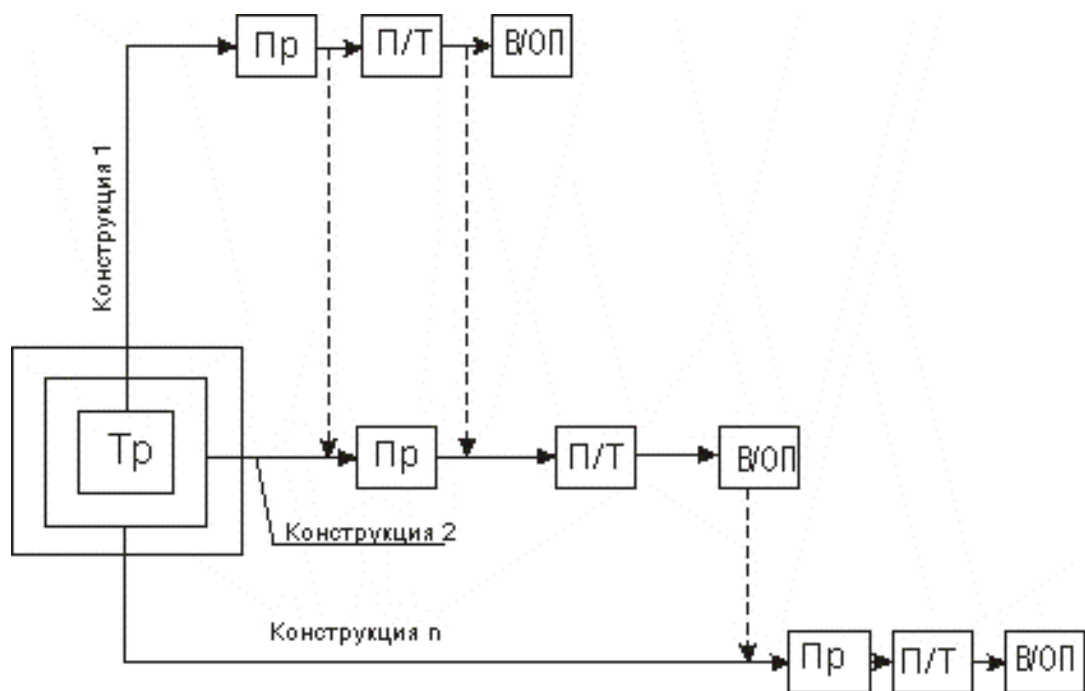 Пр П/Т В/ОП
Конструкция 1
Тр Пр П/Т В/ОП
Конструкция 2
Конструкция n
Пр П/Т В/ОП